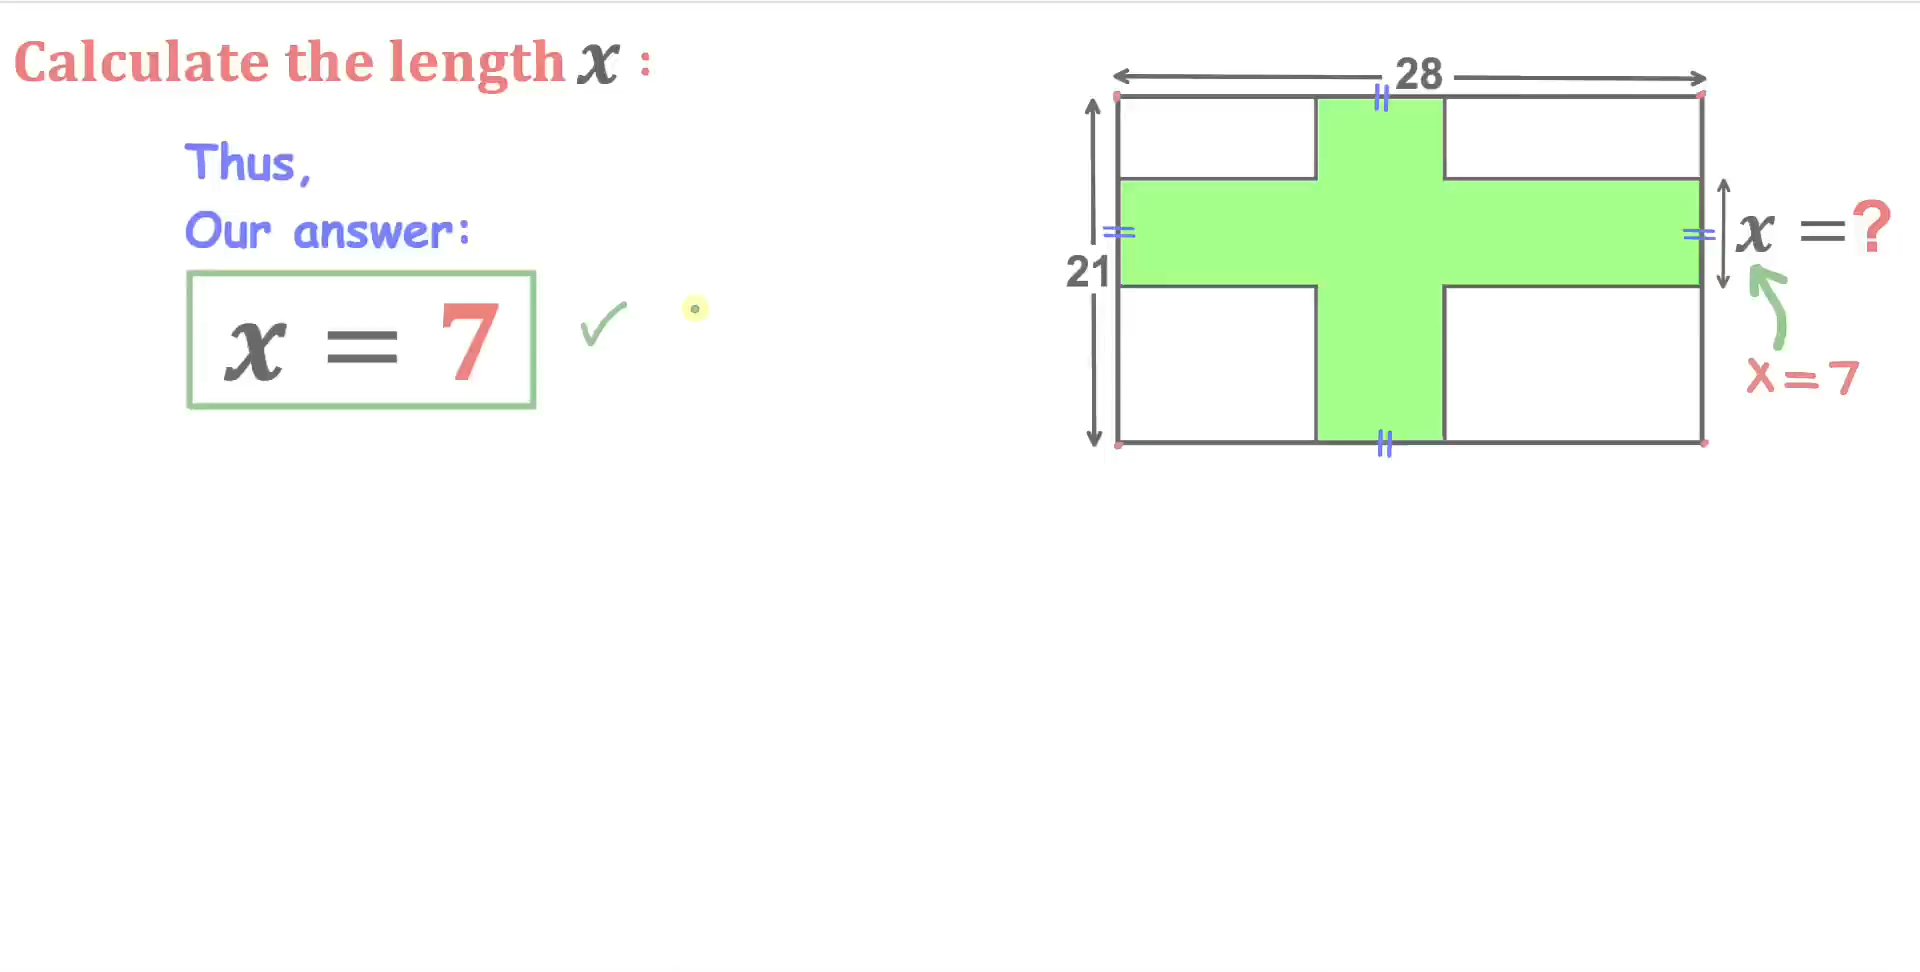 Calculate the length x :
Thus,
Our answer:
x = 7
28
21
x = ?
x = 7